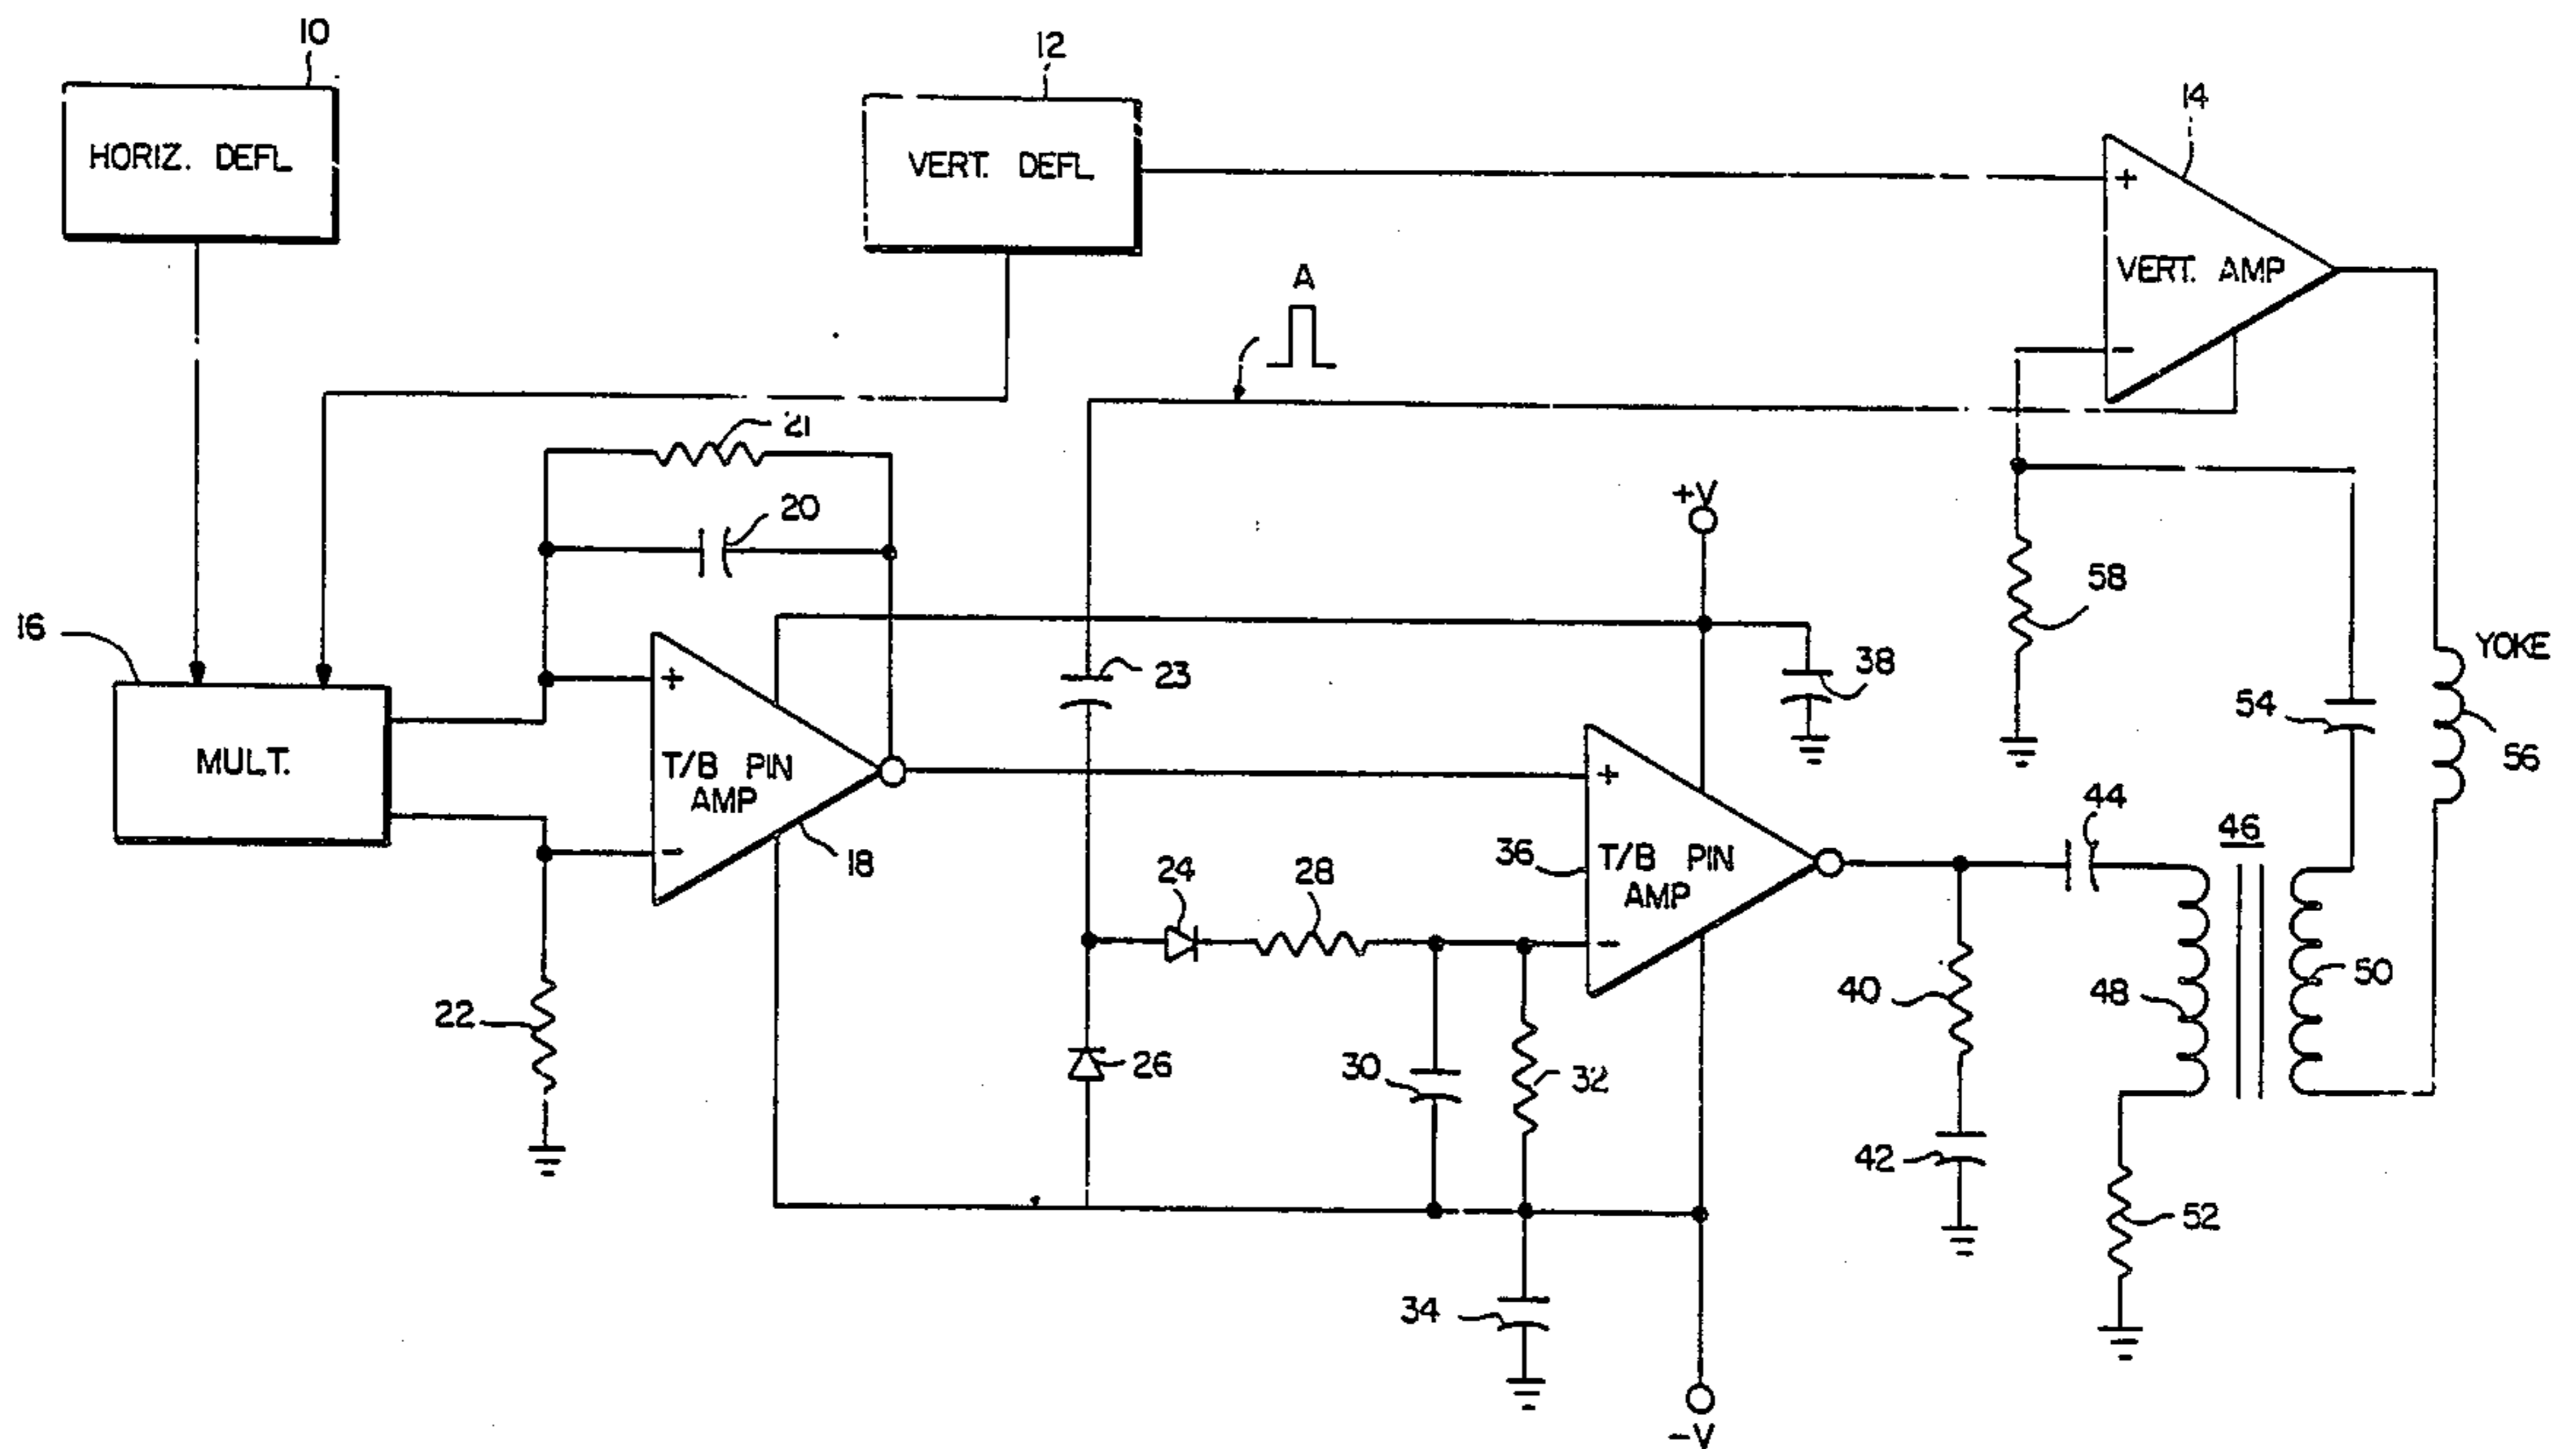 10
HORIZ. DEFL
12
VERT. DEFL
14
+
VERT. AMP
−
A
21
20
+V
58
16
MULT.
+
T/B PIN
AMP
−
18
23
38
YOKE
54
56
44
46
+
36
T/B PIN
AMP
−
24
28
22
26
30
32
40
48
50
42
52
34
−V